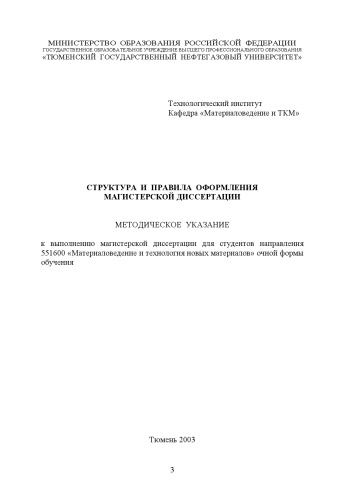 МИНИСТЕРСТВО ОБРАЗОВАНИЯ РОССИЙСКОЙ ФЕДЕРАЦИИ
ГОСУДАРСТВЕННОЕ ОБРАЗОВАТЕЛЬНОЕ УЧРЕЖДЕНИЕ ВЫСШЕГО ПРОФЕССИОНАЛЬНОГО ОБРАЗОВАНИЯ
«ТЮМЕНСКИЙ ГОСУДАРСТВЕННЫЙ НЕФТЕГАЗОВЫЙ УНИВЕРСИТЕТ»
Технологический институт
Кафедра «Материаловедение и ТКМ»
СТРУКТУРА И ПРАВИЛА ОФОРМЛЕНИЯ
МАГИСТЕРСКОЙ ДИССЕРТАЦИИ
МЕТОДИЧЕСКОЕ УКАЗАНИЕ
к выполнению магистерской диссертации для студентов направления
551600 «Материаловедение и технология новых материалов» очной формы
обучения
Тюмень 2003
3